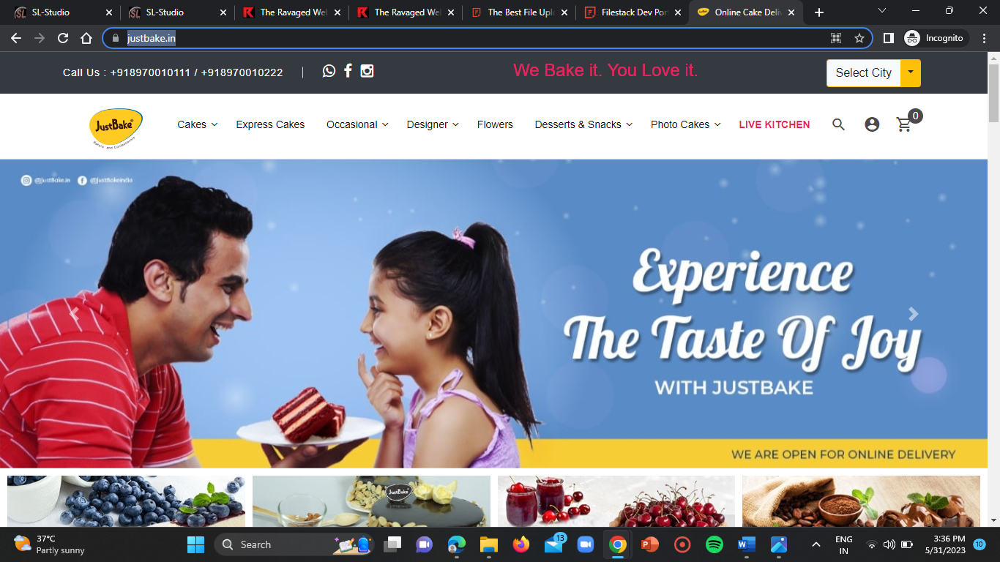 SL-Studio
SL-Studio
The Ravaged Wel
The Ravaged Wel
The Best File Uplo
Filestack Dev Port
Online Cake Deliv
justbake.in
Incognito
Call Us : +918970010111 / +918970010222 |
We Bake it. You Love it.
Select City
JustBake®
Cakes
Express Cakes
Occasional
Designer
Flowers
Desserts & Snacks
Photo Cakes
LIVE KITCHEN
0
@justBake.in
@justBakeindia
Experience
The Taste Of Joy
WITH JUSTBAKE
WE ARE OPEN FOR ONLINE DELIVERY
JustBake
37°C
Partly sunny
Search
13
ENG
IN
3:36 PM
5/31/2023
10